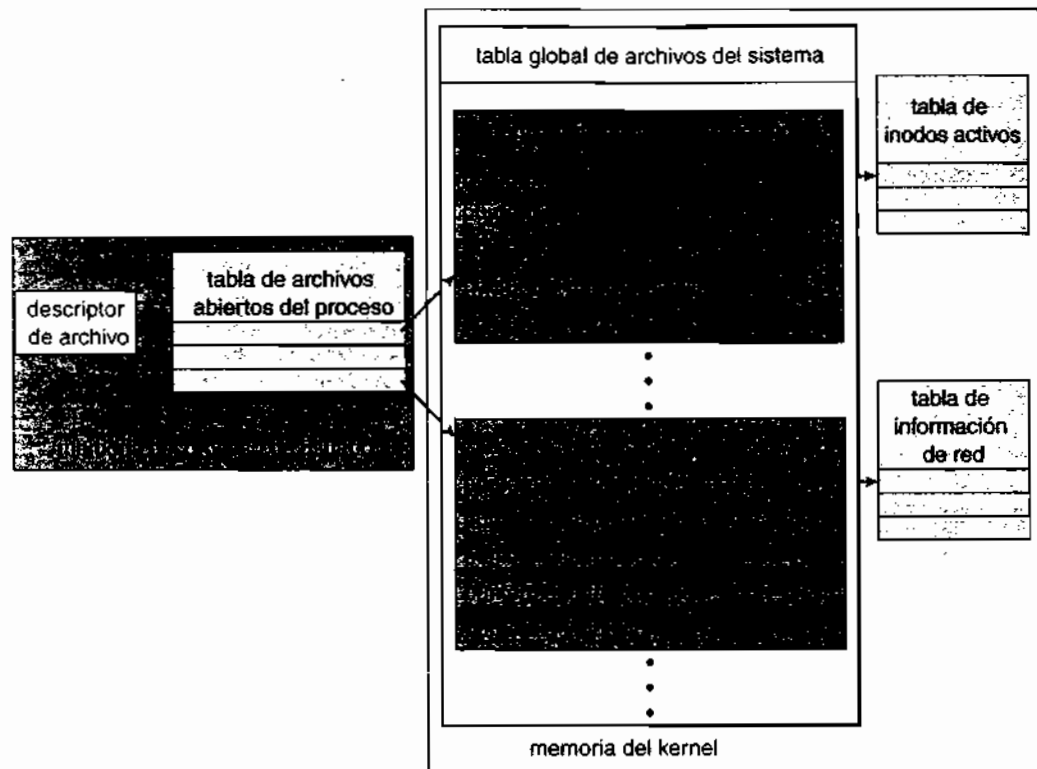 tabla global de archivos del sistema
tabla de
inodos activos
tabla de archivos
abiertos del proceso
descriptor
de archivo
tabla de
información
de red
memoria del kernel